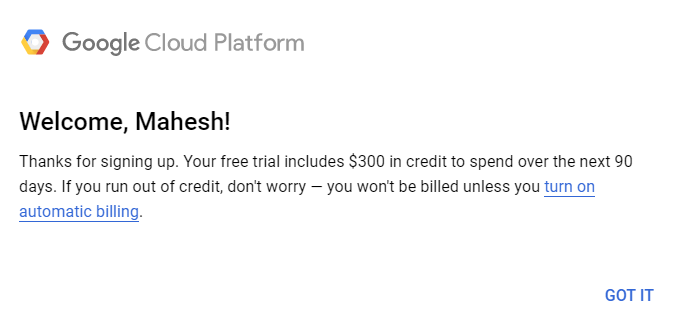 Google Cloud Platform
Welcome, Mahesh!
Thanks for signing up. Your free trial includes $300 in credit to spend over the next 90
days. If you run out of credit, don't worry — you won't be billed unless you turn on
automatic billing.
GOT IT